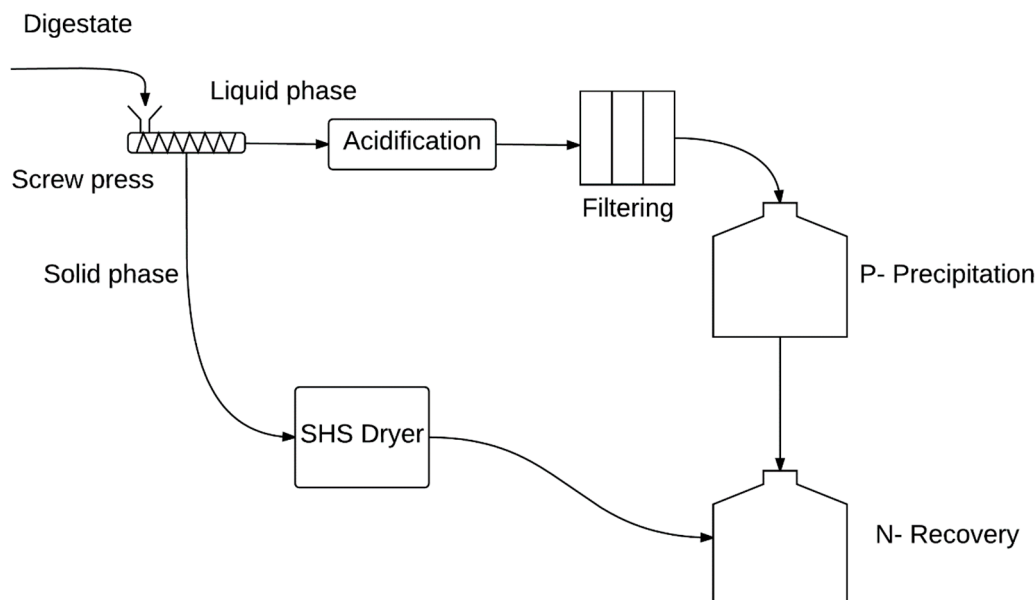 Digestate
Liquid phase
Acidification
Screw press
Filtering
Solid phase
P- Precipitation
SHS Dryer
N- Recovery